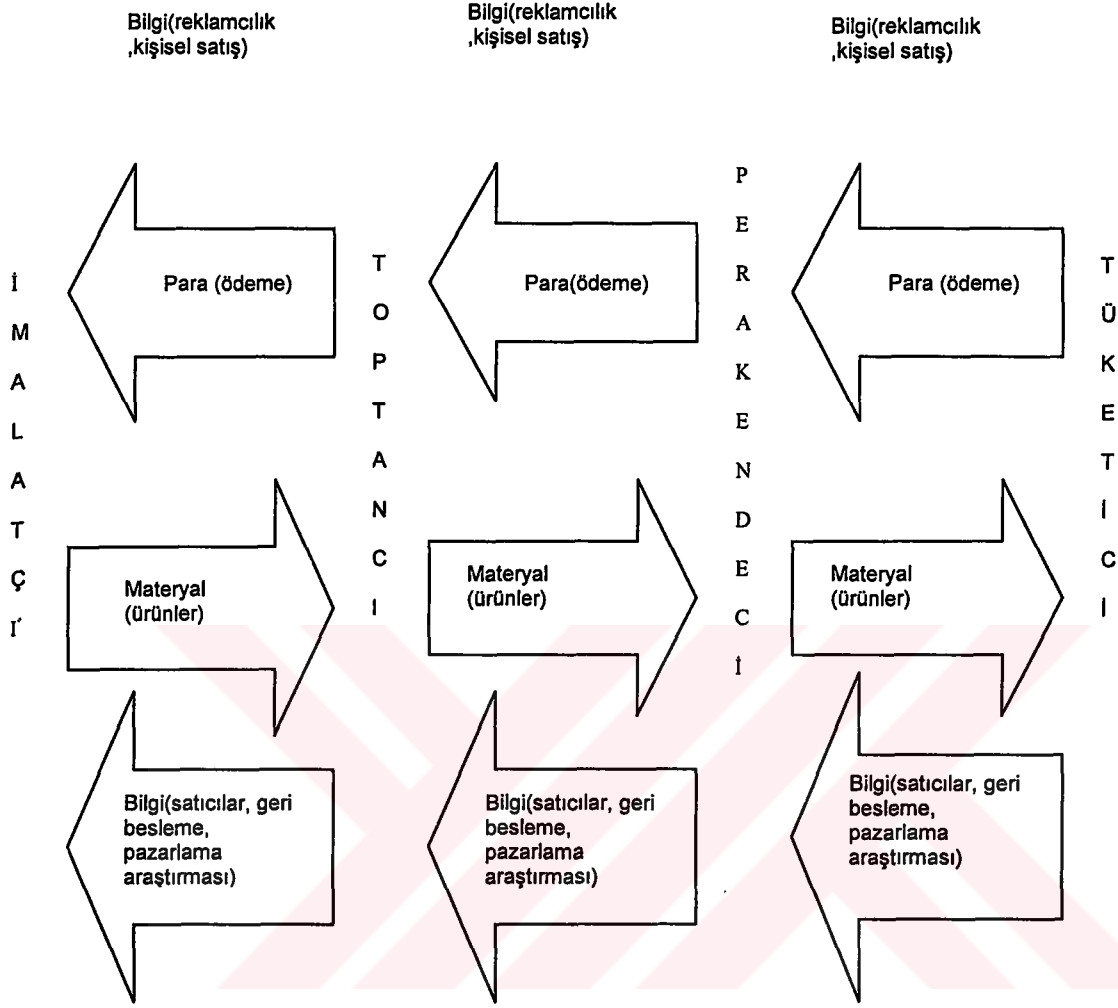 Bilgi(reklamcılık
,kişisel satış)
Bilgi(reklamcılık
,kişisel satış)
Bilgi(reklamcılık
,kişisel satış)
İ
M
A
L
A
T
Ç
I
Para (ödeme)
T
O
P
T
A
N
C
I
Para(ödeme)
P
E
R
A
K
E
N
D
E
C
İ
Para (ödeme)
T
Ü
K
E
T
İ
C
İ
Materyal
(ürünler)
Materyal
(ürünler)
Materyal
(ürünler)
Bilgi(satıcılar, geri
besleme,
pazarlama
araştırması)
Bilgi(satıcılar, geri
besleme,
pazarlama
araştırması)
Bilgi(satıcılar, geri
besleme,
pazarlama
araştırması)